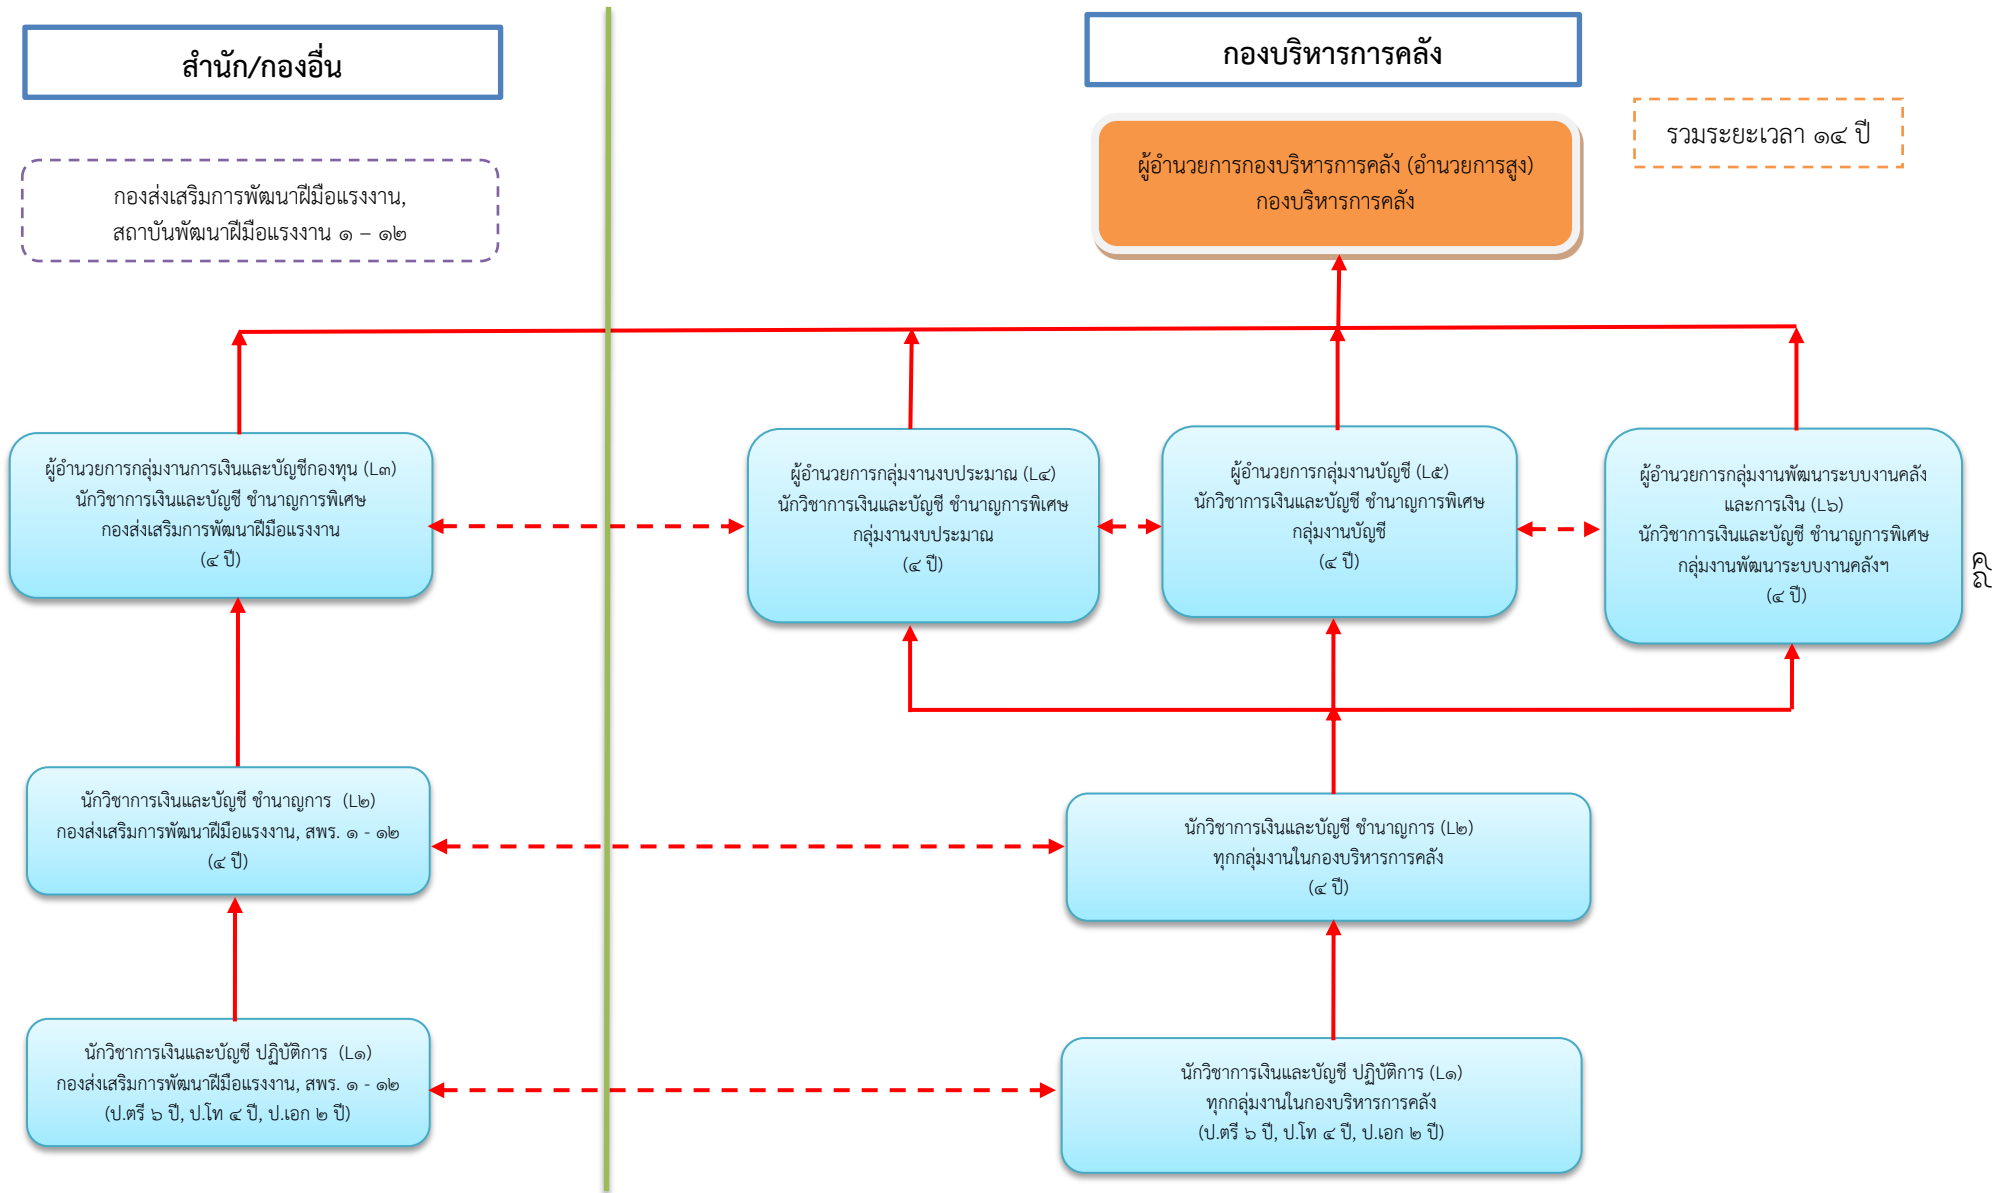 สำนัก/กองอื่น
กองบริหารการคลัง
รวมระยะเวลา ๑๔ ปี
กองส่งเสริมการพัฒนาฝีมือแรงงาน,
สถาบันพัฒนาฝีมือแรงงาน ๑ – ๑๒
ผู้อำนวยการกองบริหารการคลัง (อำนวยการสูง)
กองบริหารการคลัง
ผู้อำนวยการกลุ่มงานการเงินและบัญชีกองทุน (L๓)
นักวิชาการเงินและบัญชี ชำนาญการพิเศษ
กองส่งเสริมการพัฒนาฝีมือแรงงาน
(๔ ปี)
ผู้อำนวยการกลุ่มงานงบประมาณ (L๔)
นักวิชาการเงินและบัญชี ชำนาญการพิเศษ
กลุ่มงานงบประมาณ
(๔ ปี)
ผู้อำนวยการกลุ่มงานบัญชี (L๕)
นักวิชาการเงินและบัญชี ชำนาญการพิเศษ
กลุ่มงานบัญชี
(๔ ปี)
ผู้อำนวยการกลุ่มงานพัฒนาระบบงานคลัง
และการเงิน (L๖)
นักวิชาการเงินและบัญชี ชำนาญการพิเศษ
กลุ่มงานพัฒนาระบบงานคลังฯ
(๔ ปี)
นักวิชาการเงินและบัญชี ชำนาญการ (L๒)
กองส่งเสริมการพัฒนาฝีมือแรงงาน, สพร. ๑ - ๑๒
(๔ ปี)
นักวิชาการเงินและบัญชี ชำนาญการ (L๒)
ทุกกลุ่มงานในกองบริหารการคลัง
(๔ ปี)
นักวิชาการเงินและบัญชี ปฏิบัติการ (L๑)
กองส่งเสริมการพัฒนาฝีมือแรงงาน, สพร. ๑ - ๑๒
(ป.ตรี ๖ ปี, ป.โท ๔ ปี, ป.เอก ๒ ปี)
นักวิชาการเงินและบัญชี ปฏิบัติการ (L๑)
ทุกกลุ่มงานในกองบริหารการคลัง
(ป.ตรี ๖ ปี, ป.โท ๔ ปี, ป.เอก ๒ ปี)